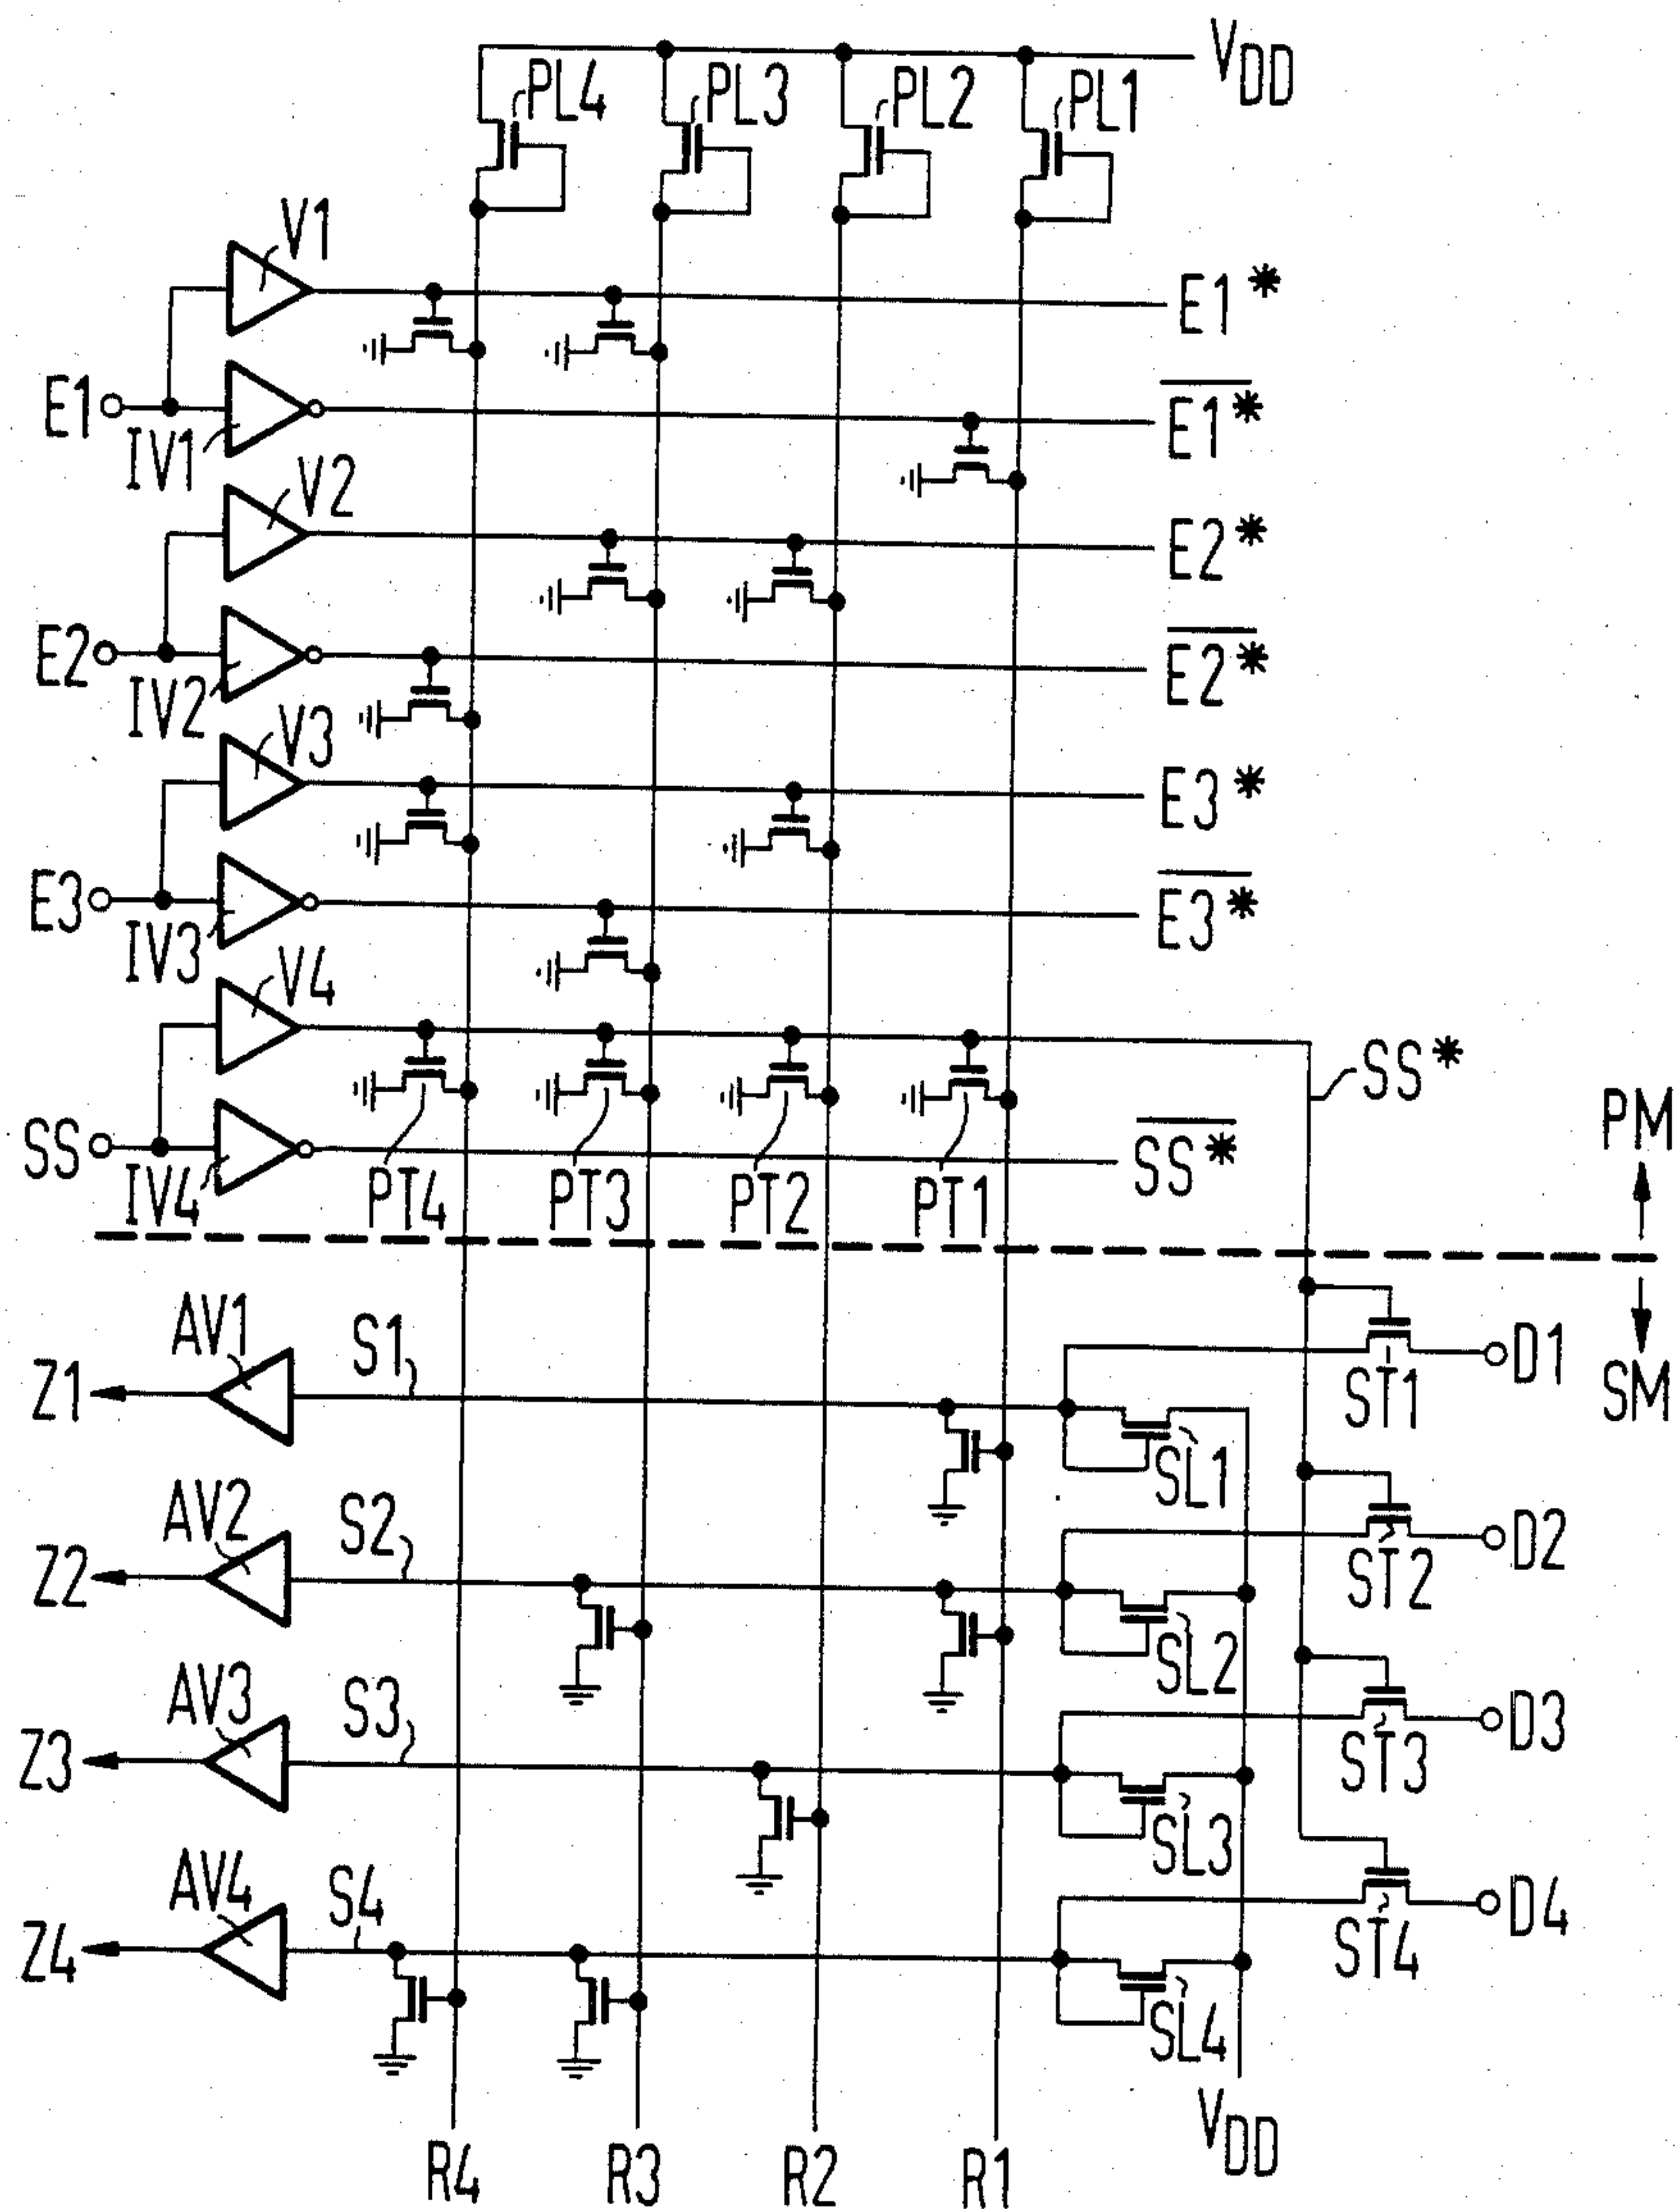 V_DD
PL4
PL3
PL2
PL1
V1
E1*
E1
IV1
E1̅*̅
V2
E2*
E2
IV2
E2̅*̅
V3
E3*
E3
IV3
E3̅*̅
V4
SS*
SS
IV4
S̅S̅*̅
PT4
PT3
PT2
PT1
PM
SM
AV1
S1
Z1
ST1
D1
SL1
AV2
S2
Z2
ST2
D2
SL2
AV3
S3
Z3
ST3
D3
SL3
AV4
S4
Z4
ST4
D4
SL4
V_DD
R4
R3
R2
R1